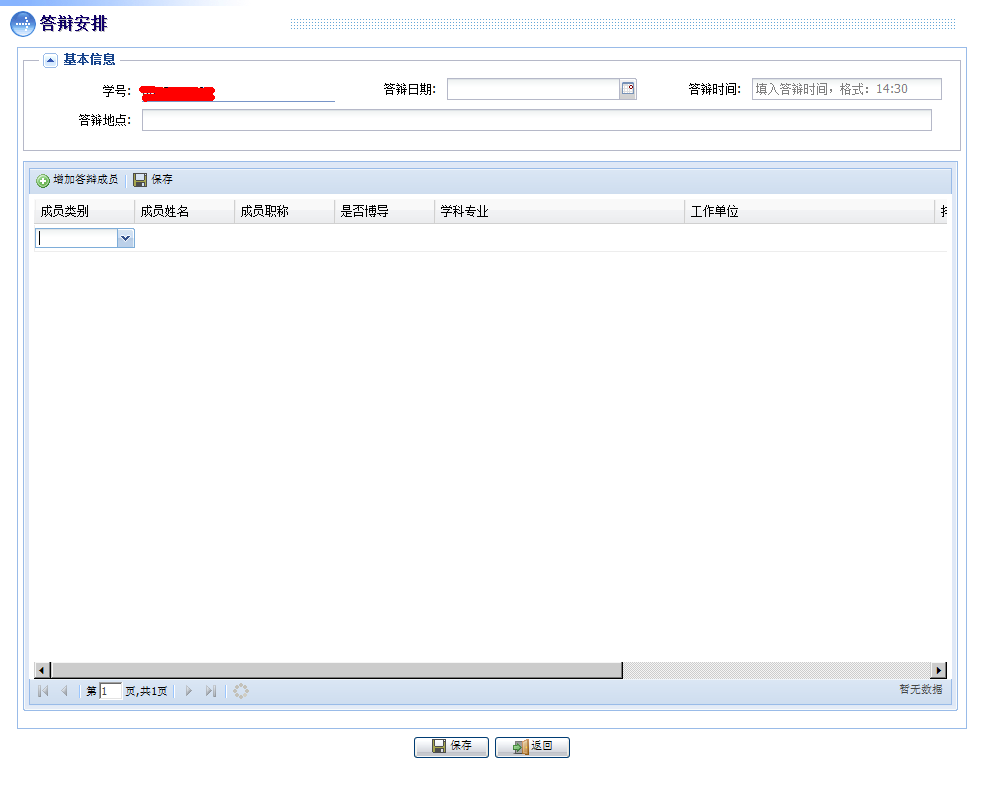 答辩安排
基本信息
学号: 答辩日期: 答辩时间: 填入答辩时间，格式：14:30
答辩地点:
增加答辩成员 保存
成员类别 成员姓名 成员职称 是否博导 学科专业 工作单位
第 1 页,共1页 暂无数据
保存 返回